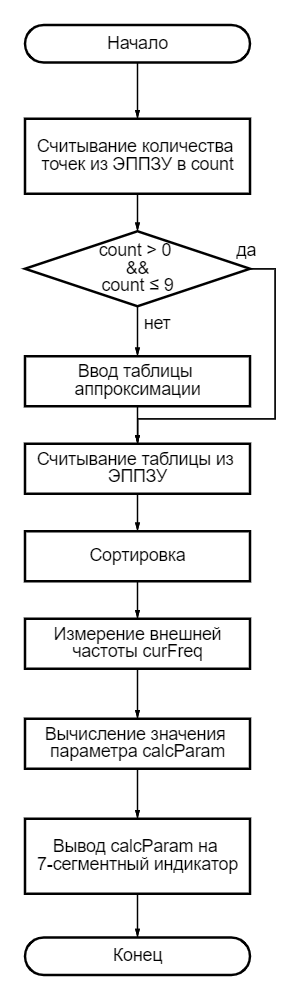 Начало
Считывание количества
точек из ЭППЗУ в count
count > 0
&&
count ≤ 9
да
нет
Ввод таблицы
аппроксимации
Считывание таблицы из
ЭППЗУ
Сортировка
Измерение внешней
частоты curFreq
Вычисление значения
параметра calcParam
Вывод calcParam на
7-сегментный индикатор
Конец